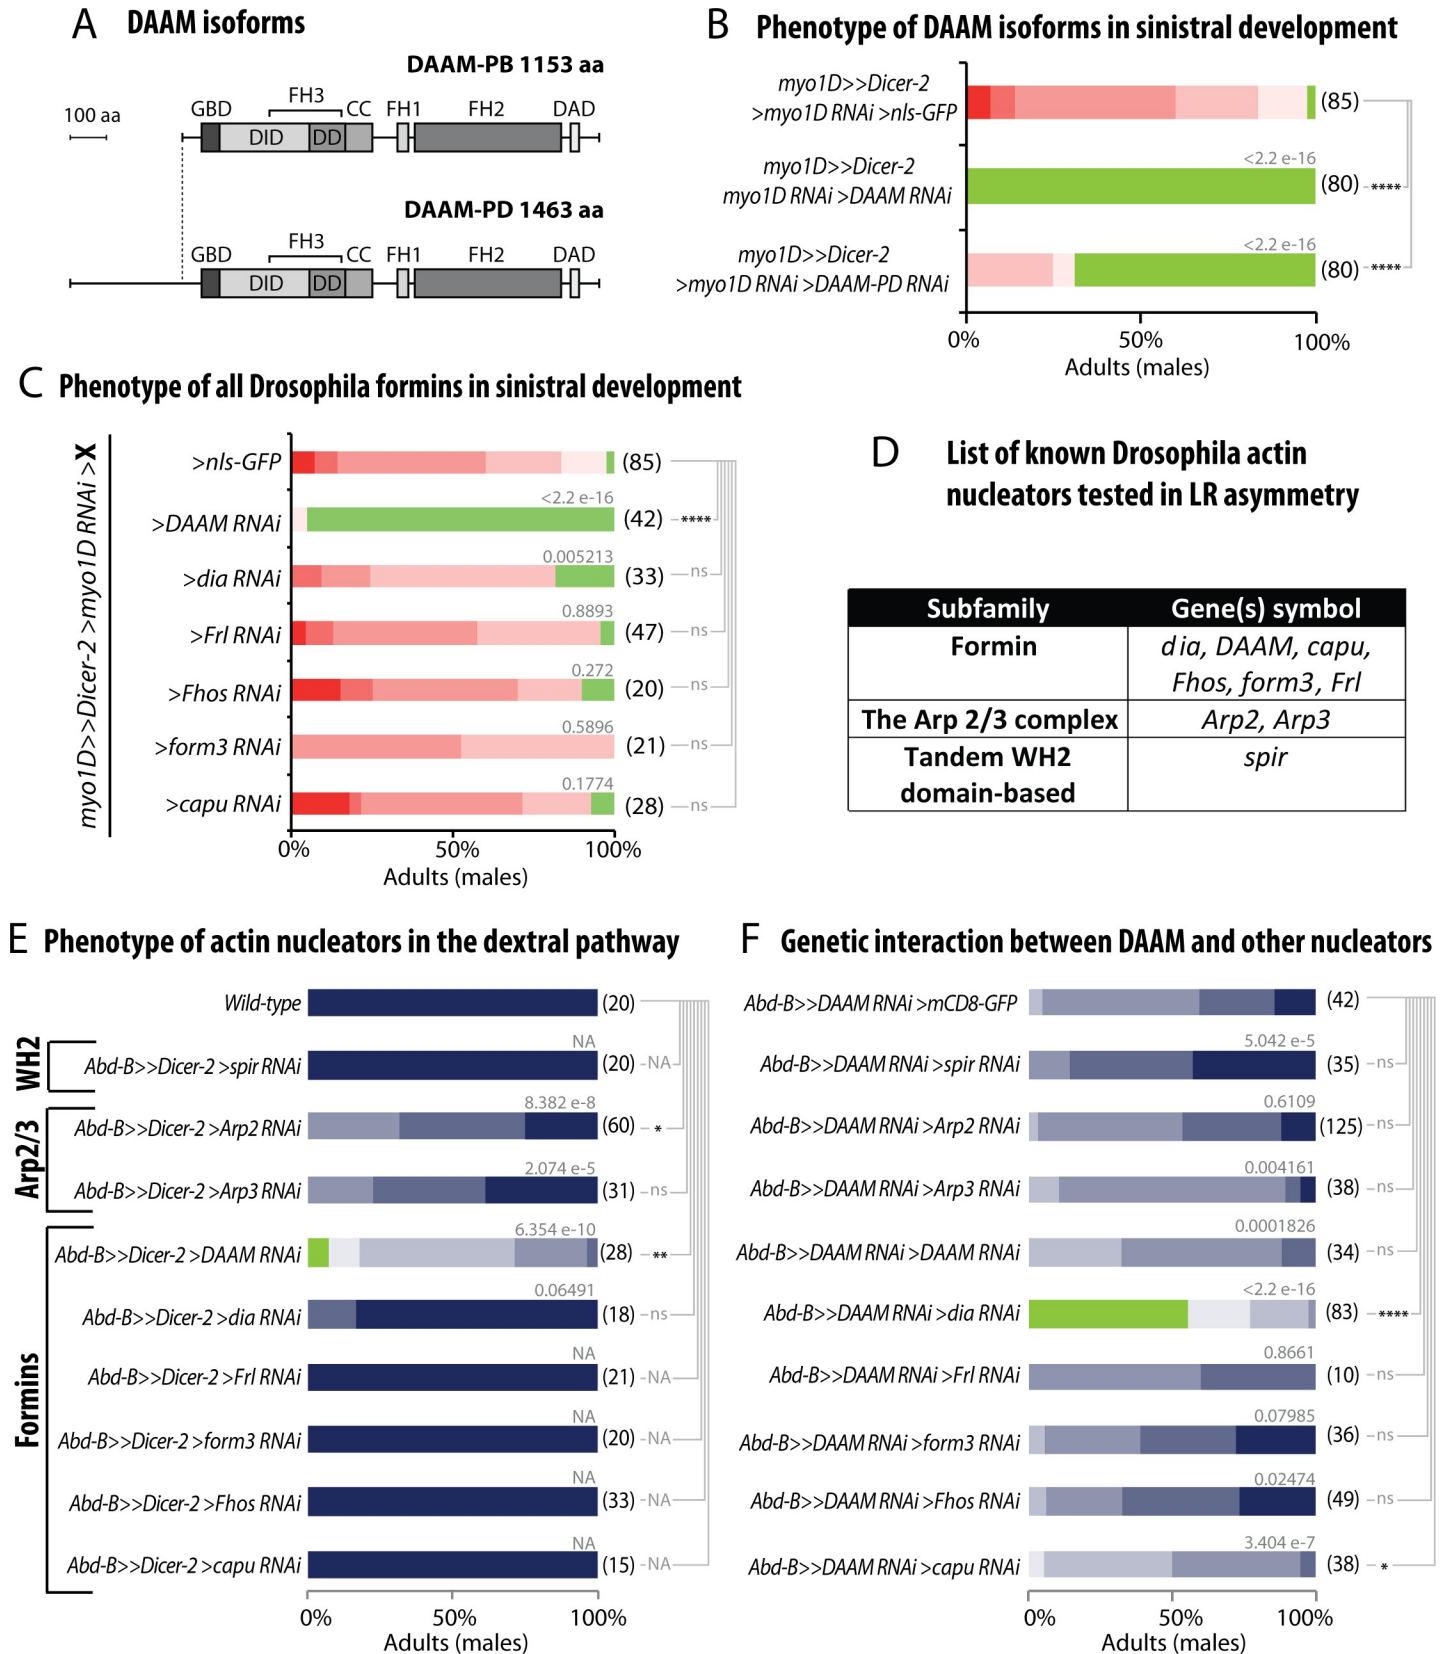 A DAAM isoforms
DAAM-PB 1153 aa
100 aa
GBD FH3 CC FH1 FH2 DAD
DID DD
DAAM-PD 1463 aa
GBD FH3 CC FH1 FH2 DAD
DID DD
B Phenotype of DAAM isoforms in sinistral development
myo1D>>Dicer-2
>myo1D RNAi >nls-GFP
(85)
<2.2 e-16
myo1D>>Dicer-2
myo1D RNAi >DAAM RNAi
(80) ****
<2.2 e-16
myo1D>>Dicer-2
>myo1D RNAi >DAAM-PD RNAi
(80) ****
0% 50% 100%
Adults (males)
C Phenotype of all Drosophila formins in sinistral development
myo1D>>Dicer-2 >myo1D RNAi >X
>nls-GFP (85)
<2.2 e-16
>DAAM RNAi (42) ****
0.005213
>dia RNAi (33) ns
0.8893
>Frl RNAi (47) ns
0.272
>Fhos RNAi (20) ns
0.5896
>form3 RNAi (21) ns
0.1774
>capu RNAi (28) ns
0% 50% 100%
Adults (males)
D List of known Drosophila actin
nucleators tested in LR asymmetry
Subfamily Gene(s) symbol
Formin dia, DAAM, capu,
Fhos, form3, Frl
The Arp 2/3 complex Arp2, Arp3
Tandem WH2 spir
domain-based
E Phenotype of actin nucleators in the dextral pathway
Wild-type (20)
WH2
NA
Abd-B>>Dicer-2 >spir RNAi (20) NA
Arp2/3
8.382 e-8
Abd-B>>Dicer-2 >Arp2 RNAi (60) *
2.074 e-5
Abd-B>>Dicer-2 >Arp3 RNAi (31) ns
Formins
6.354 e-10
Abd-B>>Dicer-2 >DAAM RNAi (28) **
0.06491
Abd-B>>Dicer-2 >dia RNAi (18) ns
NA
Abd-B>>Dicer-2 >Frl RNAi (21) NA
NA
Abd-B>>Dicer-2 >form3 RNAi (20) NA
NA
Abd-B>>Dicer-2 >Fhos RNAi (33) NA
NA
Abd-B>>Dicer-2 >capu RNAi (15) NA
0% 50% 100%
Adults (males)
F Genetic interaction between DAAM and other nucleators
Abd-B>>DAAM RNAi >mCD8-GFP (42)
5.042 e-5
Abd-B>>DAAM RNAi >spir RNAi (35) ns
0.6109
Abd-B>>DAAM RNAi >Arp2 RNAi (125) ns
0.004161
Abd-B>>DAAM RNAi >Arp3 RNAi (38) ns
0.0001826
Abd-B>>DAAM RNAi >DAAM RNAi (34) ns
<2.2 e-16
Abd-B>>DAAM RNAi >dia RNAi (83) ****
0.8661
Abd-B>>DAAM RNAi >Frl RNAi (10) ns
0.07985
Abd-B>>DAAM RNAi >form3 RNAi (36) ns
0.02474
Abd-B>>DAAM RNAi >Fhos RNAi (49) ns
3.404 e-7
Abd-B>>DAAM RNAi >capu RNAi (38) *
0% 50% 100%
Adults (males)